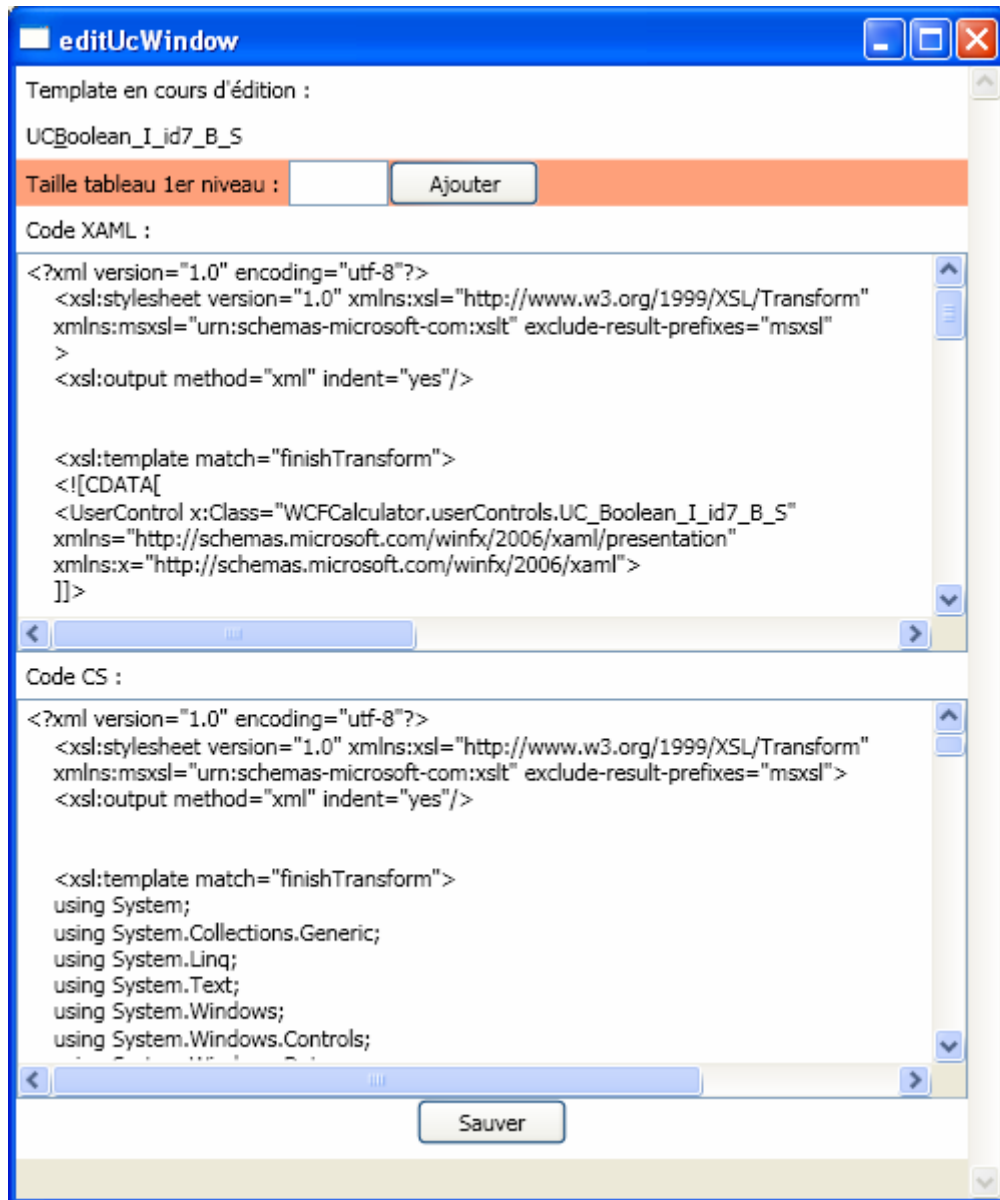 editUcWindow
Template en cours d'édition :
UCBoolean_I_id7_B_S
Taille tableau 1er niveau : Ajouter
Code XAML :
<?xml version="1.0" encoding="utf-8"?>
<xsl:stylesheet version="1.0" xmlns:xsl="http://www.w3.org/1999/XSL/Transform"
xmlns:msxsl="urn:schemas-microsoft-com:xslt" exclude-result-prefixes="msxsl"
>
<xsl:output method="xml" indent="yes"/>
<xsl:template match="finishTransform">
<![CDATA[
<UserControl x:Class="WCFCalculator.userControls.UC_Boolean_I_id7_B_S"
xmlns="http://schemas.microsoft.com/winfx/2006/xaml/presentation"
xmlns:x="http://schemas.microsoft.com/winfx/2006/xaml">
]]>
Code CS :
<?xml version="1.0" encoding="utf-8"?>
<xsl:stylesheet version="1.0" xmlns:xsl="http://www.w3.org/1999/XSL/Transform"
xmlns:msxsl="urn:schemas-microsoft-com:xslt" exclude-result-prefixes="msxsl">
<xsl:output method="xml" indent="yes"/>
<xsl:template match="finishTransform">
using System;
using System.Collections.Generic;
using System.Linq;
using System.Text;
using System.Windows;
using System.Windows.Controls;
Sauver